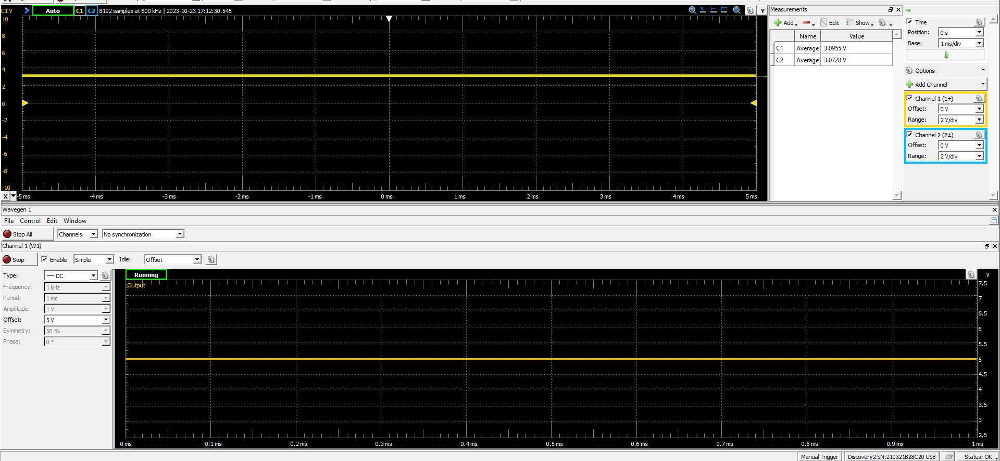 C1 V
Auto
C1
C2
8192 samples at 800 kHz | 2023-10-23 17:12:30.545
Y
10
8
6
4
2
0
-2
-4
-6
-8
-10
X
-5 ms
-4 ms
-3 ms
-2 ms
-1 ms
0 ms
1 ms
2 ms
3 ms
4 ms
5 ms
Measurements
Add
Edit
Show
Name
Value
C1
Average
3.0955 V
C2
Average
3.0728 V
Time
Position:
0 s
Base:
1 ms/div
Options
Add Channel
Channel 1 (1±)
Offset:
0 V
Range:
2 V/div
Channel 2 (2±)
Offset:
0 V
Range:
2 V/div
Wavegen 1
File
Control
Edit
Window
Stop All
Channels
No synchronization
Channel 1 (W1)
Stop
Enable
Simple
Idle:
Offset
Type:
DC
Frequency:
1 kHz
Period:
1 ms
Amplitude:
1 V
Offset:
5 V
Symmetry:
50 %
Phase:
0 °
Running
Output
V
7.5
7
6.5
6
5.5
5
4.5
4
3.5
3
2.5
0 ms
0.1 ms
0.2 ms
0.3 ms
0.4 ms
0.5 ms
0.6 ms
0.7 ms
0.8 ms
0.9 ms
1 ms
Manual Trigger
Discovery2 SN:210321B28C20 USB
Status: OK